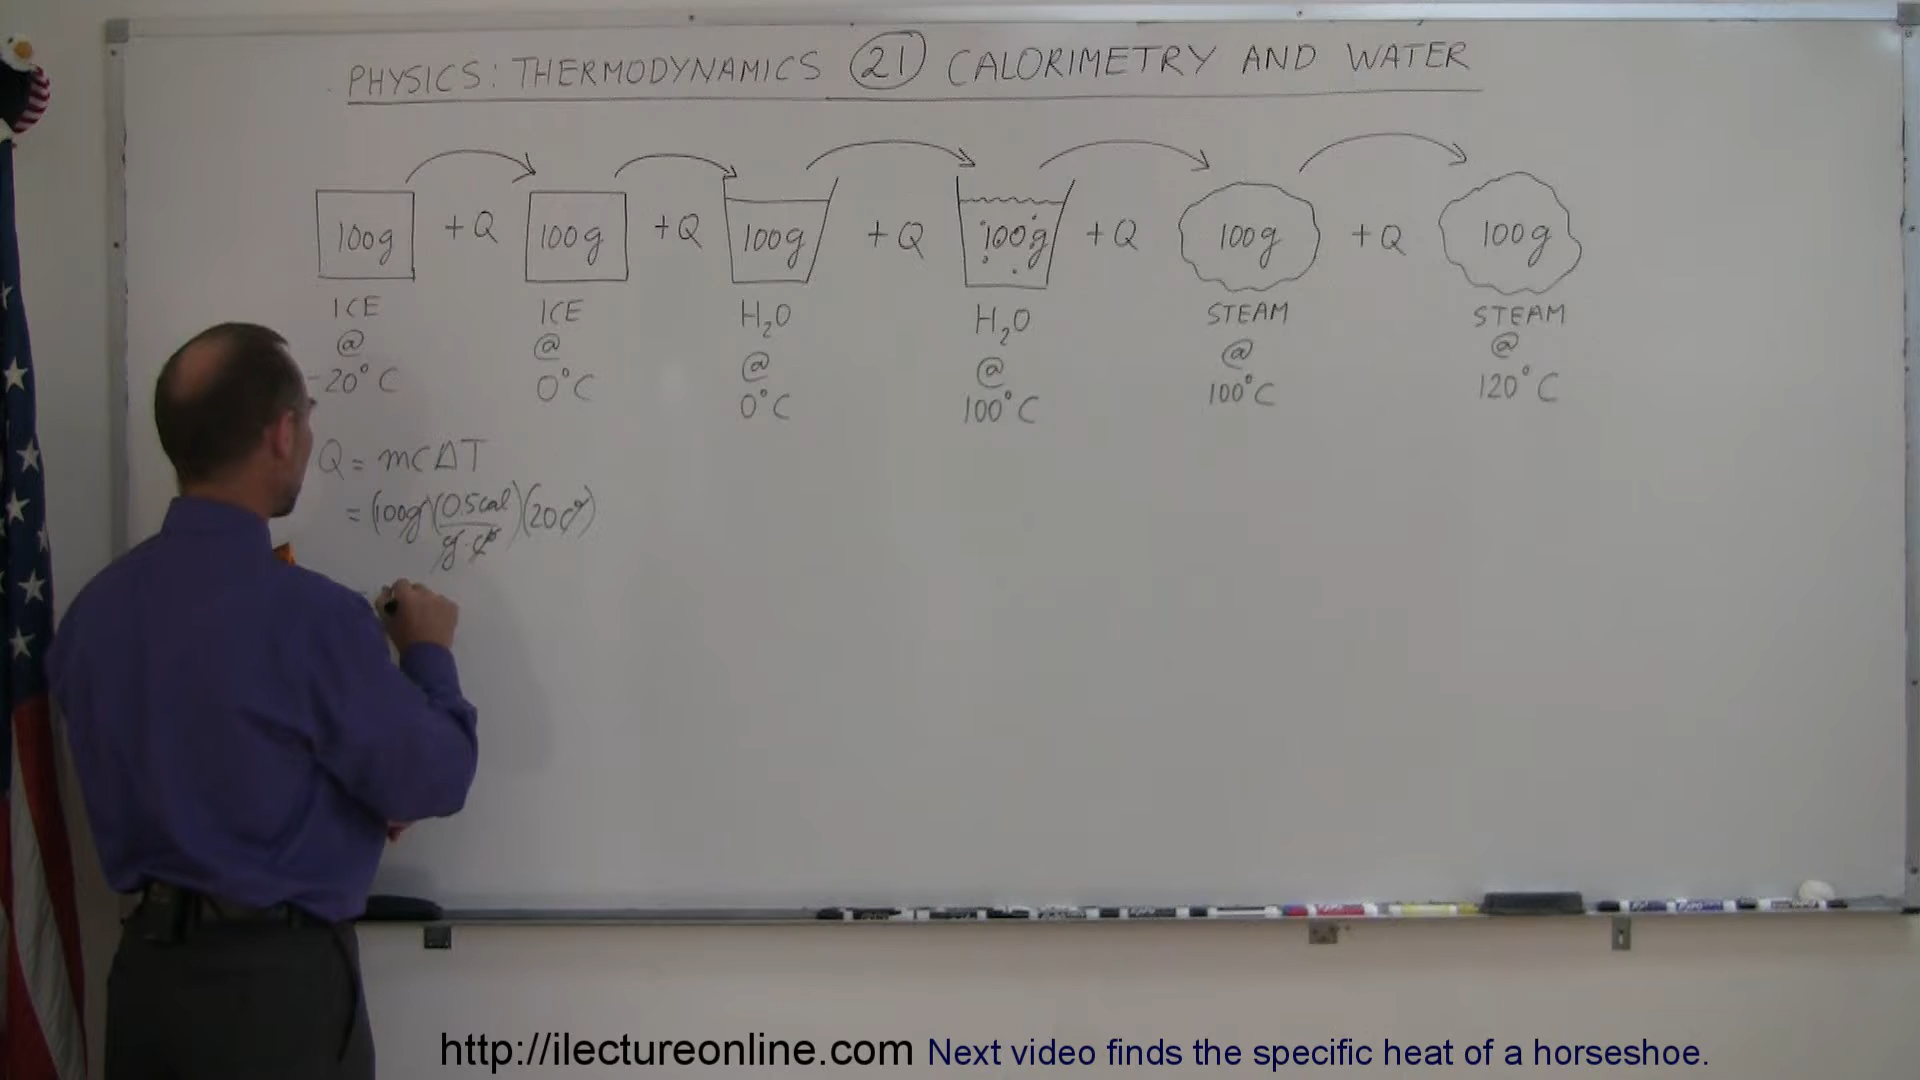 PHYSICS: THERMODYNAMICS 21 CALORIMETRY AND WATER
100g +Q 100g +Q 100g +Q 100g +Q 100g +Q 100g
ICE ICE H₂O H₂O STEAM STEAM
@ @ @ @ @ @
-20°C 0°C 0°C 100°C 100°C 120°C
Q = mcΔT
= (100g)(0.5cal/g·C°)(20C°)
=
http://ilectureonline.com Next video finds the specific heat of a horseshoe.